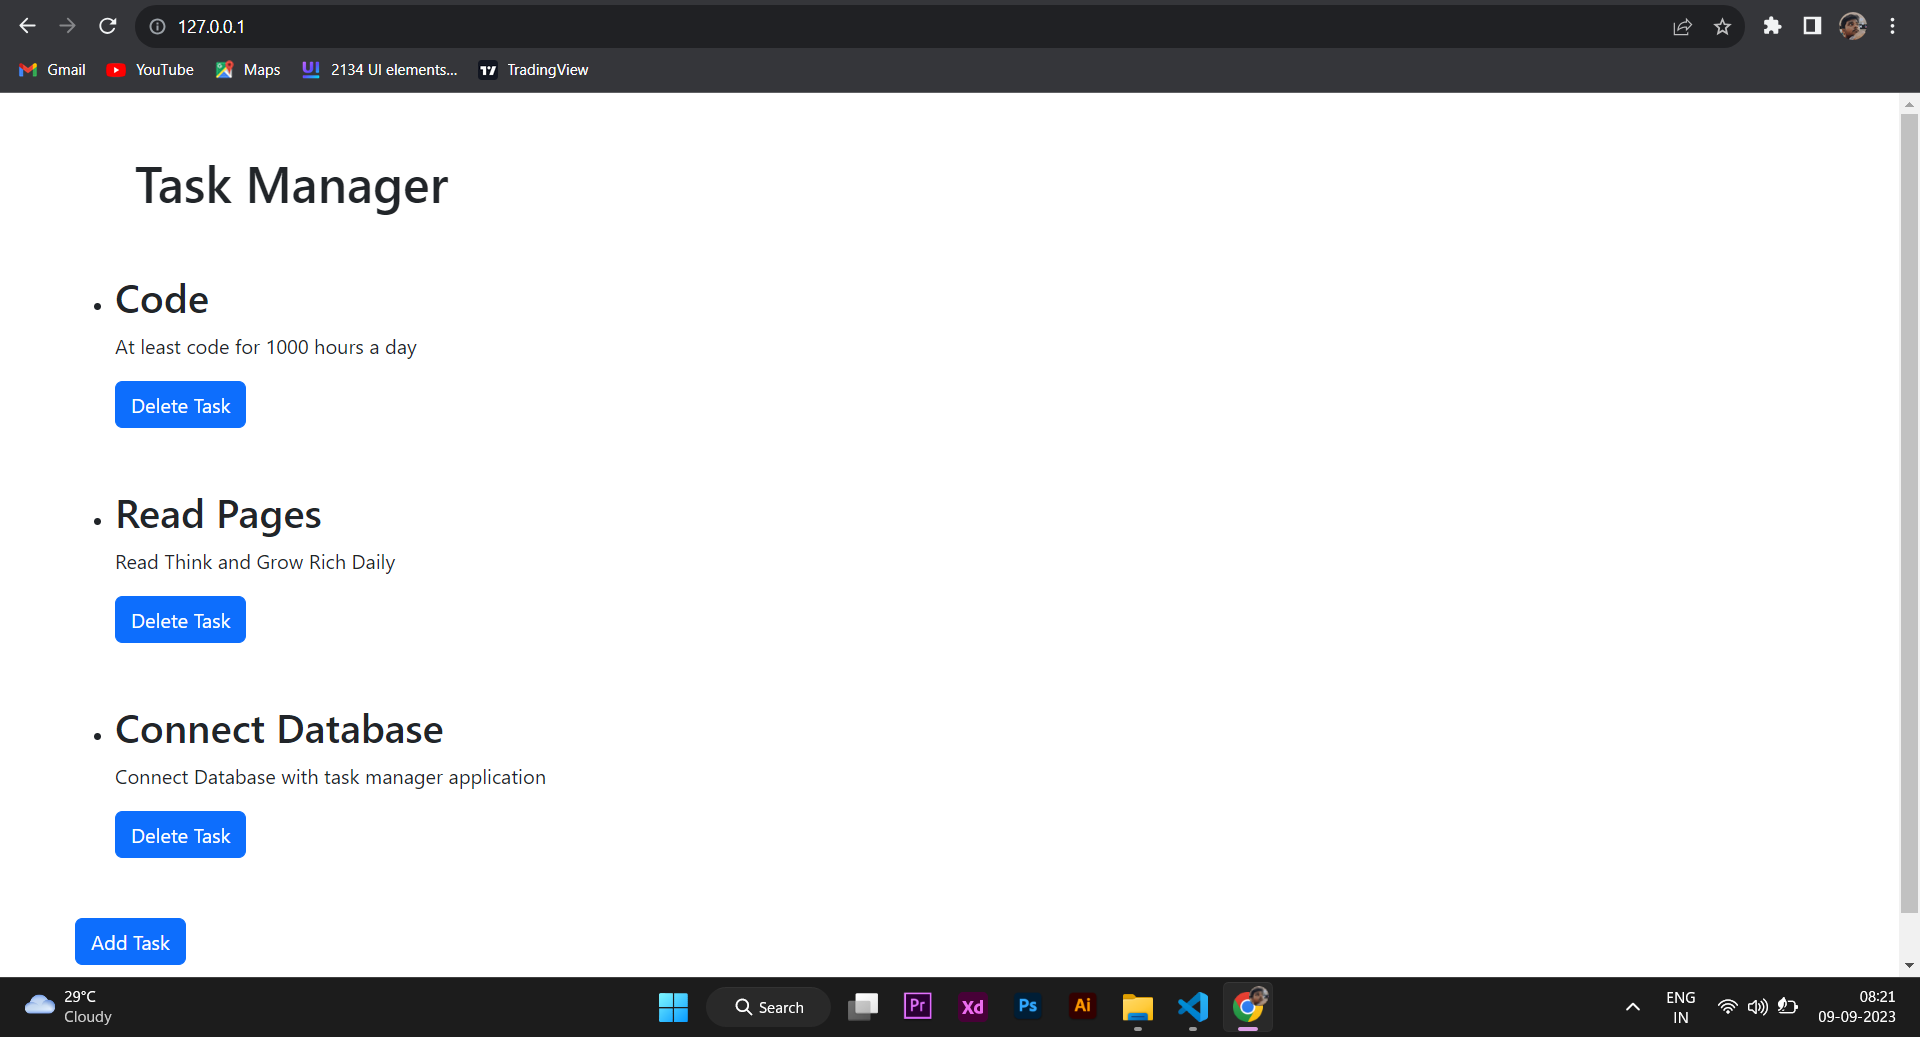 127.0.0.1
Gmail YouTube Maps 2134 UI elements... TradingView
Task Manager
Code
At least code for 1000 hours a day
Delete Task
Read Pages
Read Think and Grow Rich Daily
Delete Task
Connect Database
Connect Database with task manager application
Delete Task
Add Task
29°C
Cloudy
Search
Pr
Xd
Ps
Ai
ENG
IN
08:21
09-09-2023